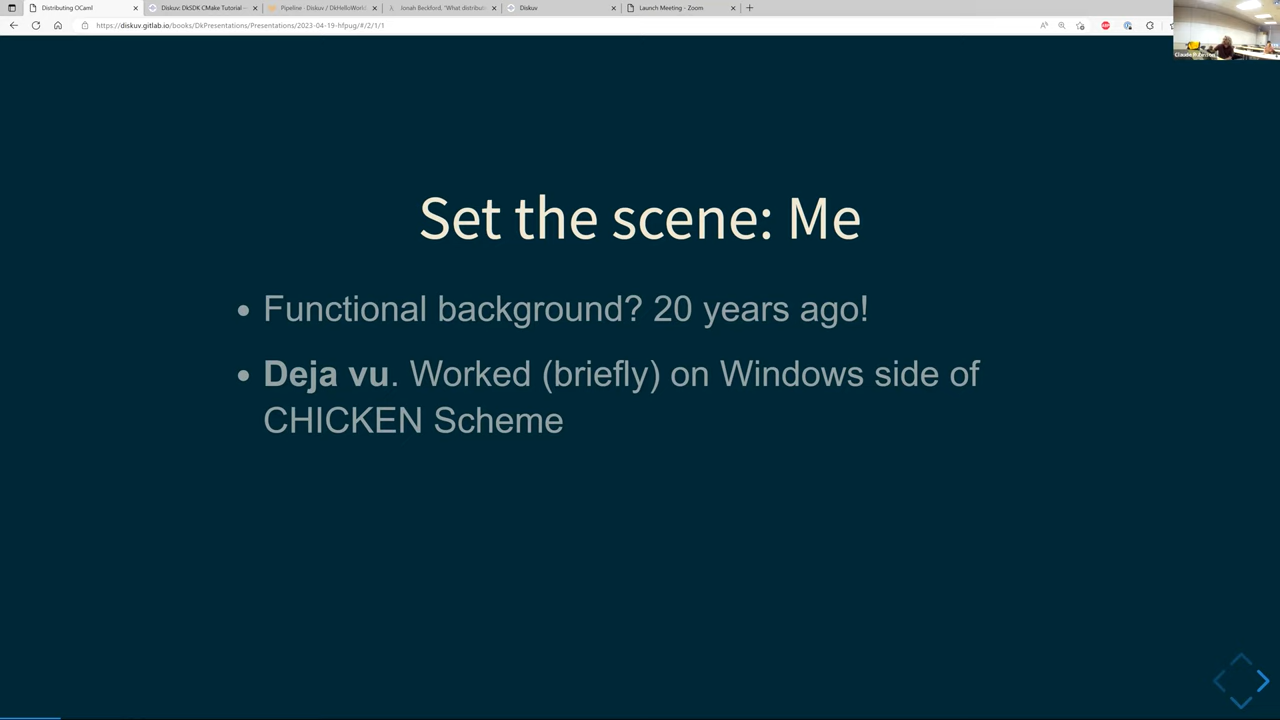 Distributing OCaml
Diskuv: DkSDK CMake Tutorial
Pipeline · Diskuv / DkHelloWorld
Jonah Beckford, "What distribut
Diskuv
Launch Meeting - Zoom
https://diskuv.gitlab.io/books/DkPresentations/Presentations/2023-04-19-hfpug/#/2/1/1
Set the scene: Me
• Functional background? 20 years ago!
• Deja vu. Worked (briefly) on Windows side of
CHICKEN Scheme